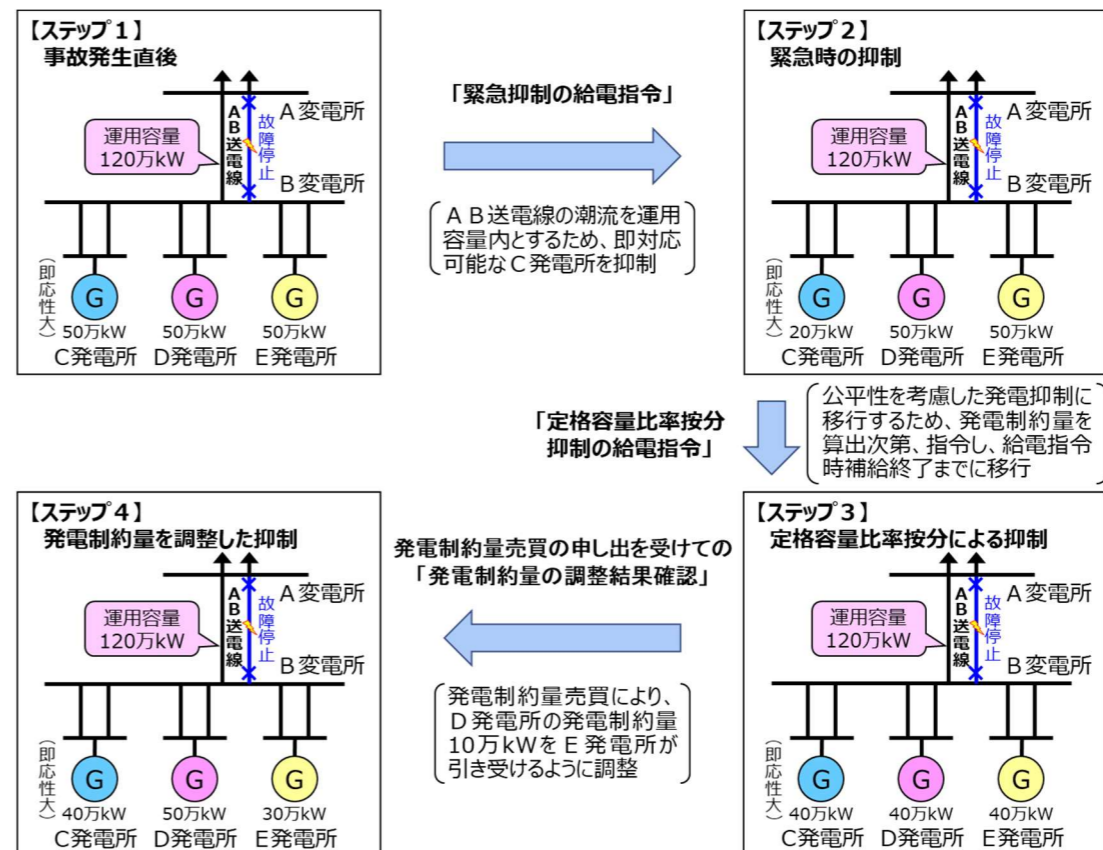 【ステップ1】
事故発生直後
A変電所
運用容量
120万kW
AB送電線
故障停止
B変電所
(即応性大)
G
G
G
50万kW
50万kW
50万kW
C発電所
D発電所
E発電所
「緊急抑制の給電指令」
AB送電線の潮流を運用
容量内とするため、即対応
可能なC発電所を抑制
【ステップ2】
緊急時の抑制
A変電所
運用容量
120万kW
AB送電線
故障停止
B変電所
(即応性大)
G
G
G
20万kW
50万kW
50万kW
C発電所
D発電所
E発電所
「定格容量比率按分
抑制の給電指令」
公平性を考慮した発電抑制に
移行するため、発電制約量を
算出次第、指令し、給電指令
時補給終了までに移行
【ステップ3】
定格容量比率按分による抑制
A変電所
運用容量
120万kW
AB送電線
故障停止
B変電所
(即応性大)
G
G
G
40万kW
40万kW
40万kW
C発電所
D発電所
E発電所
発電制約量売買の申し出を受けての
「発電制約量の調整結果確認」
発電制約量売買により、
D発電所の発電制約量
10万kWをE発電所が
引き受けるように調整
【ステップ4】
発電制約量を調整した抑制
A変電所
運用容量
120万kW
AB送電線
故障停止
B変電所
(即応性大)
G
G
G
40万kW
50万kW
30万kW
C発電所
D発電所
E発電所